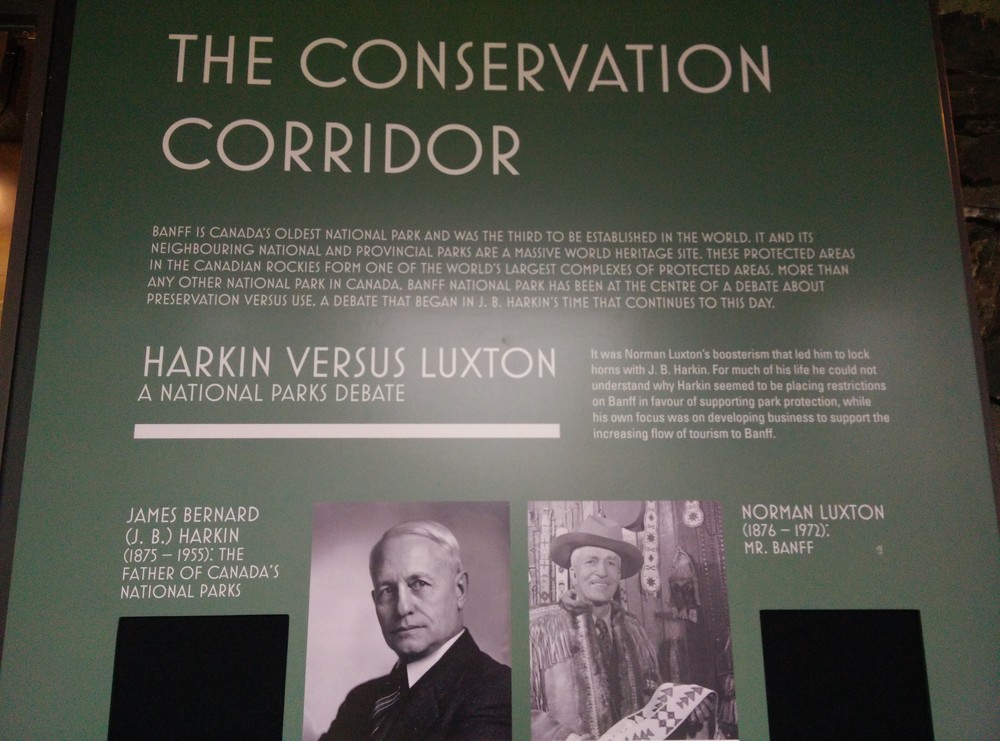 THE CONSERVATION
CORRIDOR
BANFF IS CANADA'S OLDEST NATIONAL PARK AND WAS THE THIRD TO BE ESTABLISHED IN THE WORLD. IT AND ITS
NEIGHBOURING NATIONAL AND PROVINCIAL PARKS ARE A MASSIVE WORLD HERITAGE SITE. THESE PROTECTED AREAS
IN THE CANADIAN ROCKIES FORM ONE OF THE WORLD'S LARGEST COMPLEXES OF PROTECTED AREAS. MORE THAN
ANY OTHER NATIONAL PARK IN CANADA, BANFF NATIONAL PARK HAS BEEN AT THE CENTRE OF A DEBATE ABOUT
PRESERVATION VERSUS USE, A DEBATE THAT BEGAN IN J. B. HARKIN'S TIME THAT CONTINUES TO THIS DAY.
HARKIN VERSUS LUXTON
A NATIONAL PARKS DEBATE
It was Norman Luxton's boosterism that led him to lock
horns with J. B. Harkin. For much of his life he could not
understand why Harkin seemed to be placing restrictions
on Banff in favour of supporting park protection, while
his own focus was on developing business to support the
increasing flow of tourism to Banff.
JAMES BERNARD
(J. B.) HARKIN
(1875 – 1955): THE
FATHER OF CANADA'S
NATIONAL PARKS
NORMAN LUXTON
(1876 – 1972):
MR. BANFF